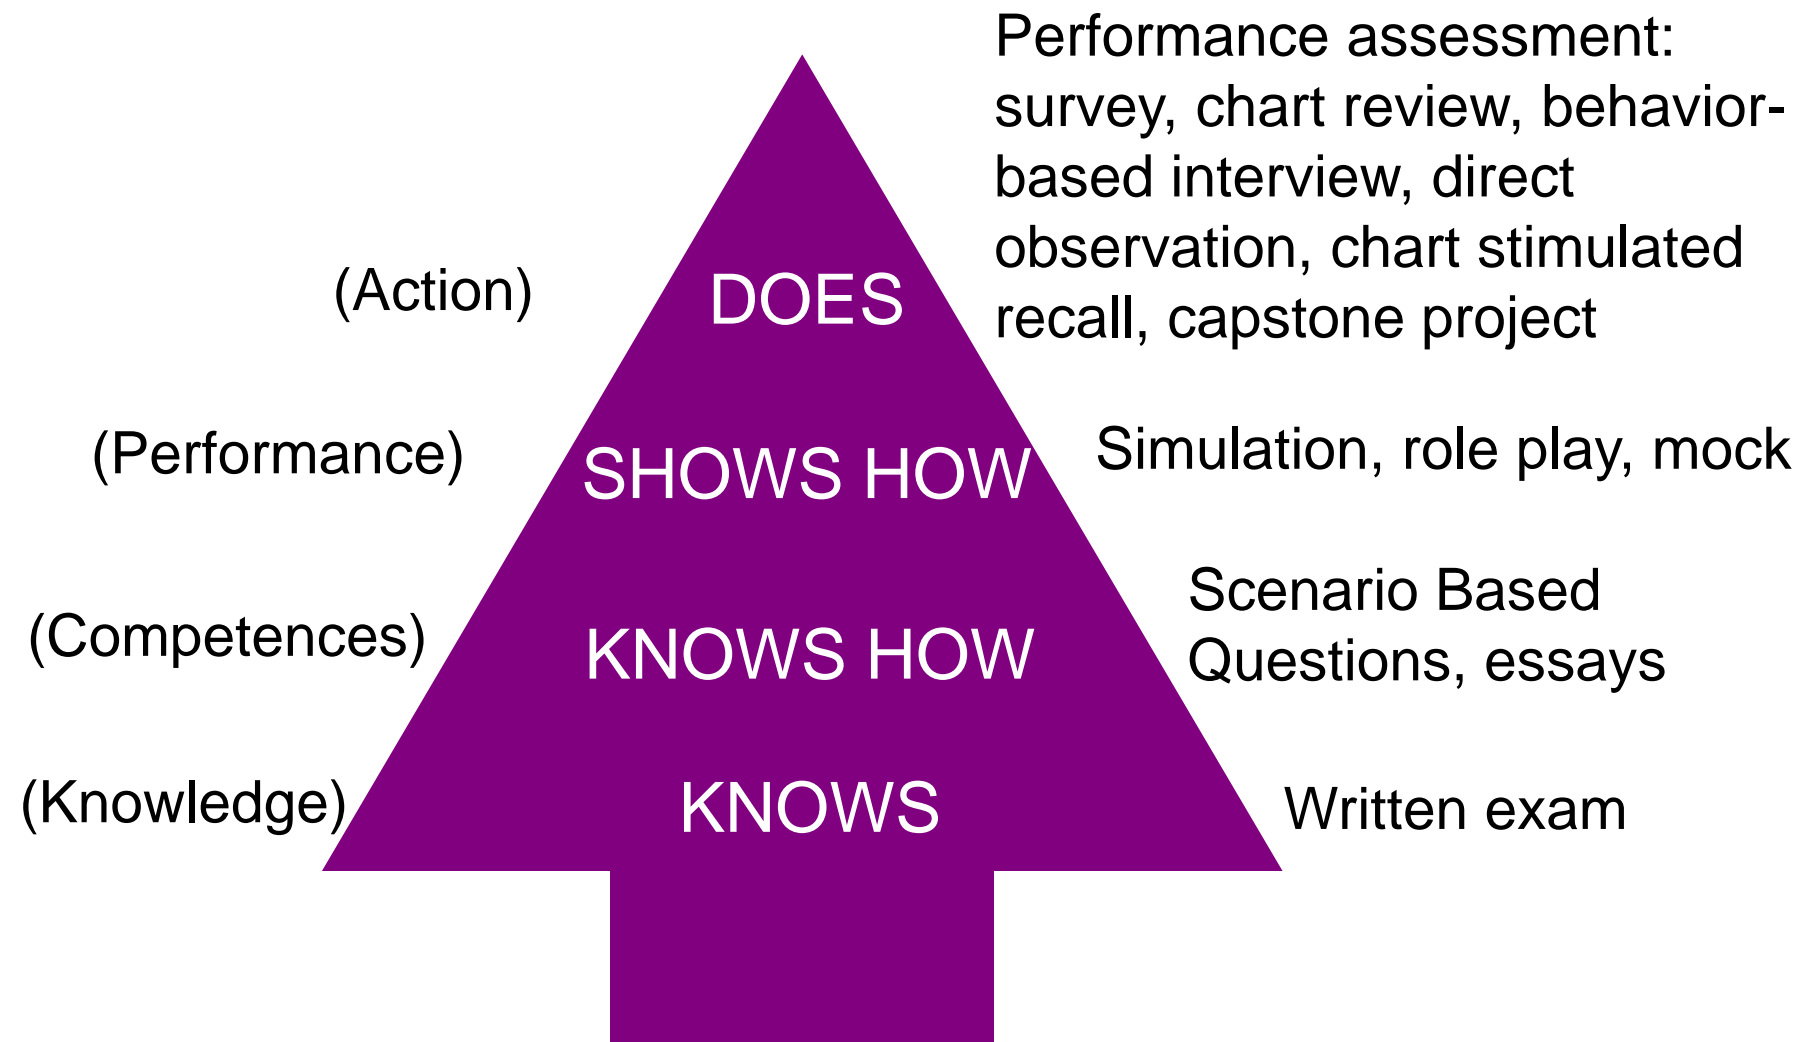 Performance assessment:
survey, chart review, behavior-
based interview, direct
observation, chart stimulated
recall, capstone project
(Action)
DOES
(Performance)
SHOWS HOW
Simulation, role play, mock
(Competences)
KNOWS HOW
Scenario Based
Questions, essays
(Knowledge)
KNOWS
Written exam